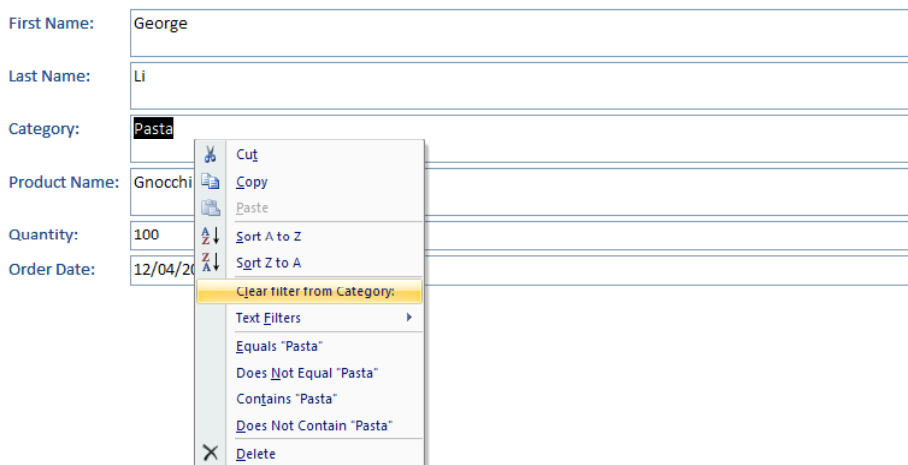 First Name: George
Last Name: Li
Category: Pasta
Cut
Product Name: Gnocchi
Copy
Paste
Quantity: 100
Sort A to Z
Order Date: 12/04/20
Sort Z to A
Clear filter from Category:
Text Filters
Equals "Pasta"
Does Not Equal "Pasta"
Contains "Pasta"
Does Not Contain "Pasta"
Delete